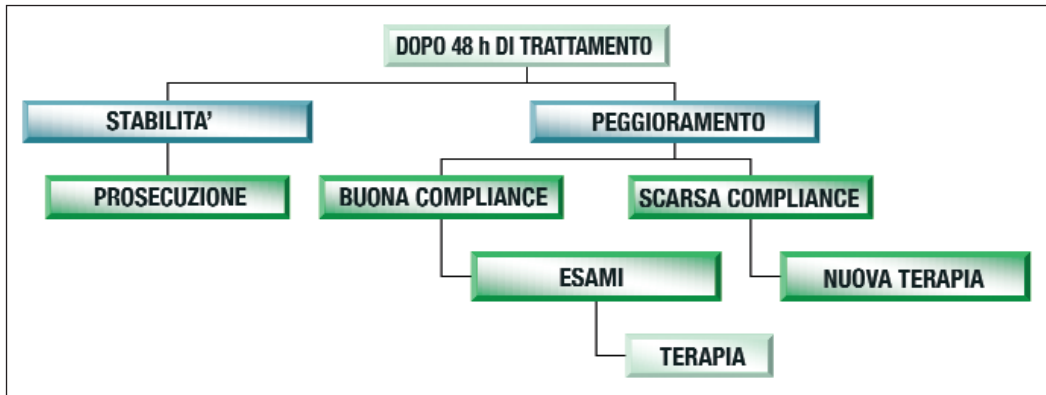 DOPO 48 h DI TRATTAMENTO
STABILITA'
PEGGIORAMENTO
PROSECUZIONE
BUONA COMPLIANCE
SCARSA COMPLIANCE
ESAMI
NUOVA TERAPIA
TERAPIA